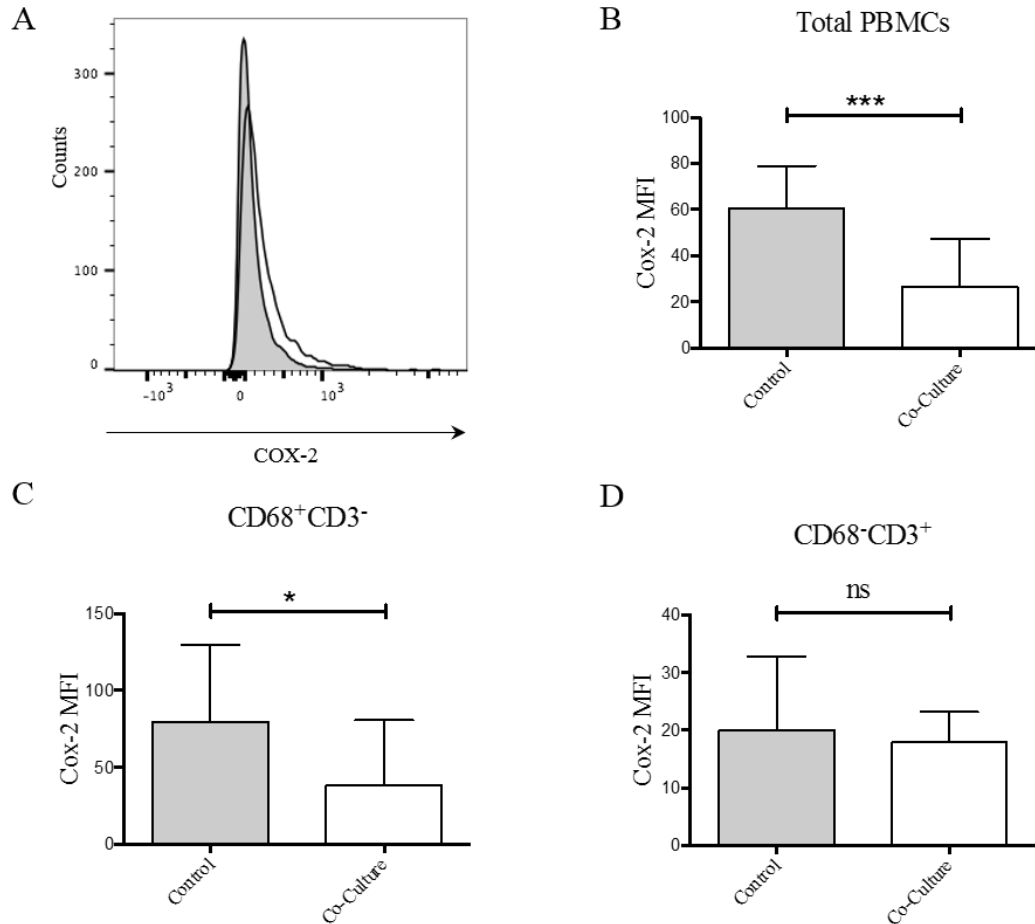 A
300
200
100
0
Counts
-10³
0
10³
COX-2
B
Total PBMCs
***
100
80
60
40
20
0
Cox-2 MFI
Control
Co-Culture
C
CD68⁺CD3⁻
*
150
100
50
0
Cox-2 MFI
Control
Co-Culture
D
CD68⁻CD3⁺
ns
40
30
20
10
0
Cox-2 MFI
Control
Co-Culture